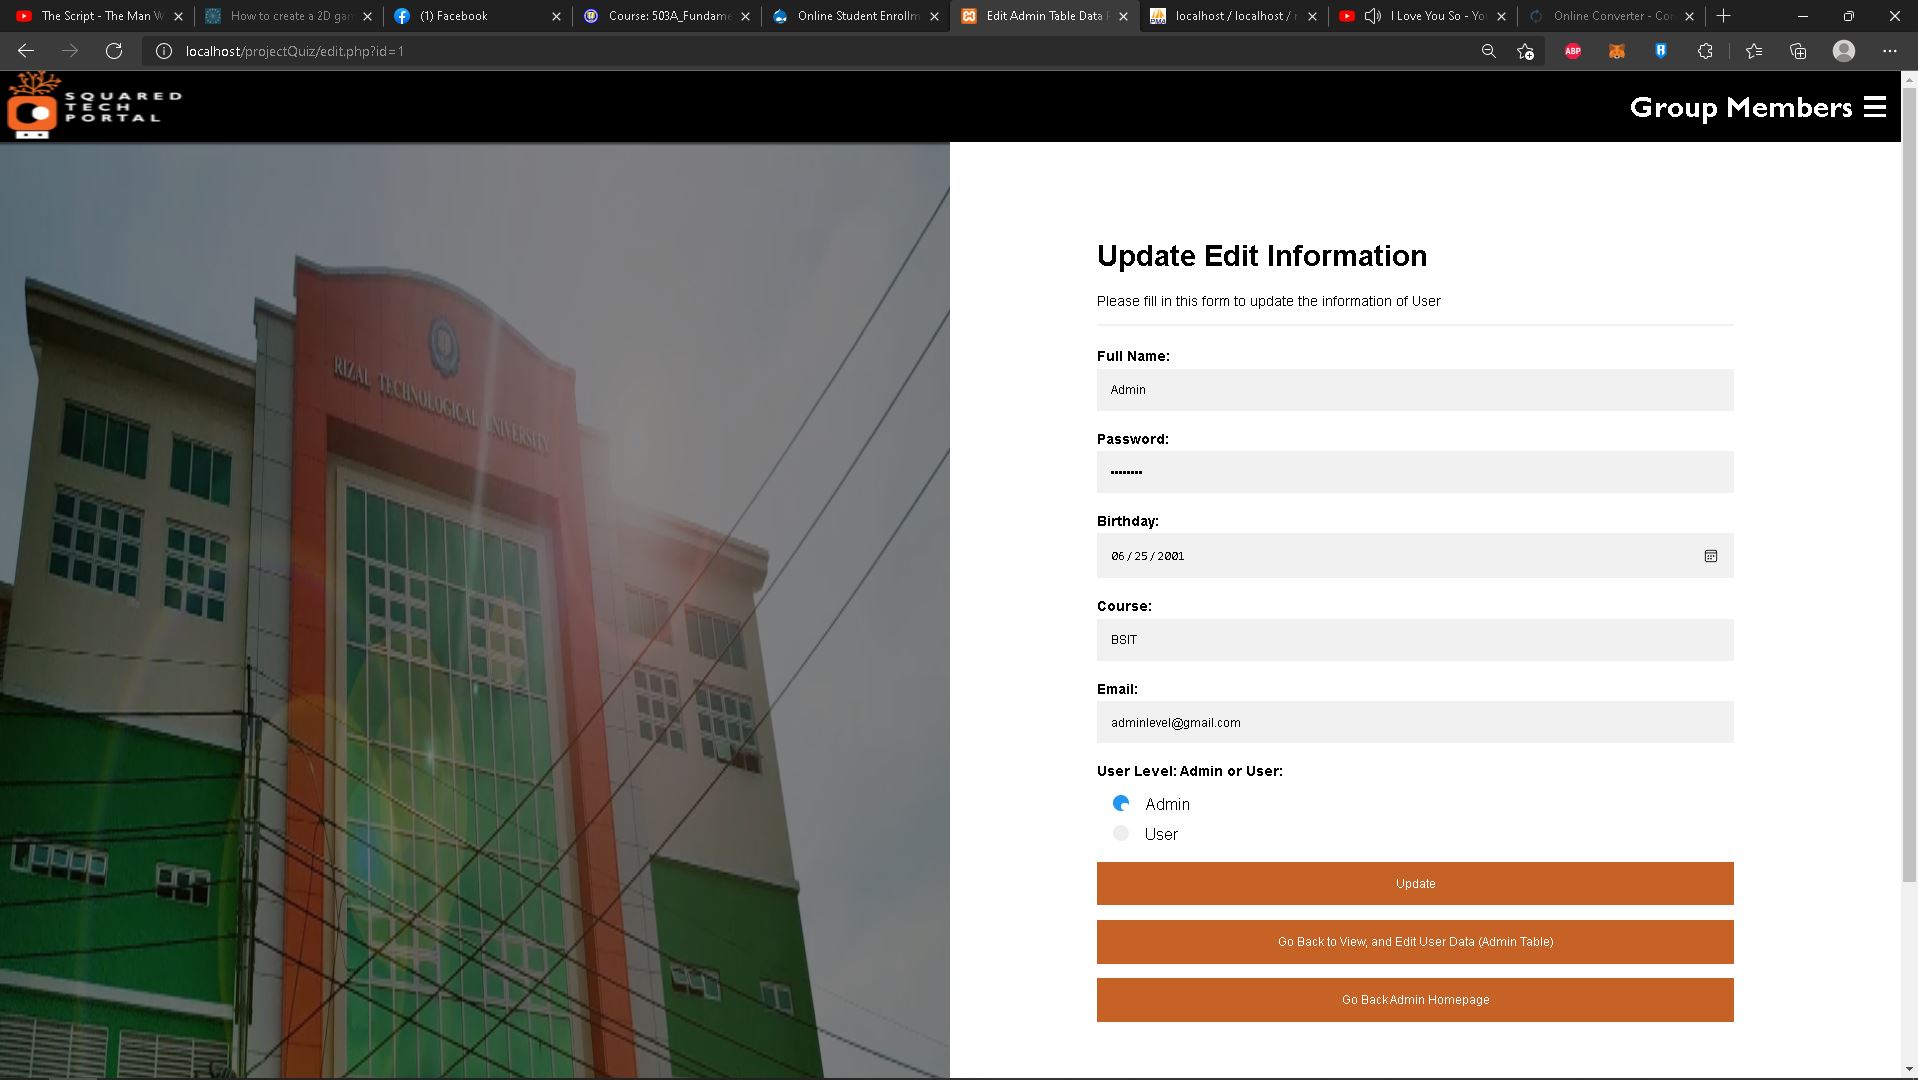 The Script - The Man W
How to create a 2D gam
(1) Facebook
Course: 503A_Fundame
Online Student Enrollm
Edit Admin Table Data
localhost / localhost /
I Love You So - Yo
Online Converter - Con
localhost/projectQuiz/edit.php?id=1
ABP
SQUARED
TECH
PORTAL
Group Members
RIZAL TECHNOLOGICAL UNIVERSITY
Update Edit Information
Please fill in this form to update the information of User
Full Name:
Admin
Password:
••••••••
Birthday:
06/25/2001
Course:
BSIT
Email:
adminlevel@gmail.com
User Level: Admin or User:
Admin
User
Update
Go Back to View, and Edit User Data (Admin Table)
Go Back Admin Homepage